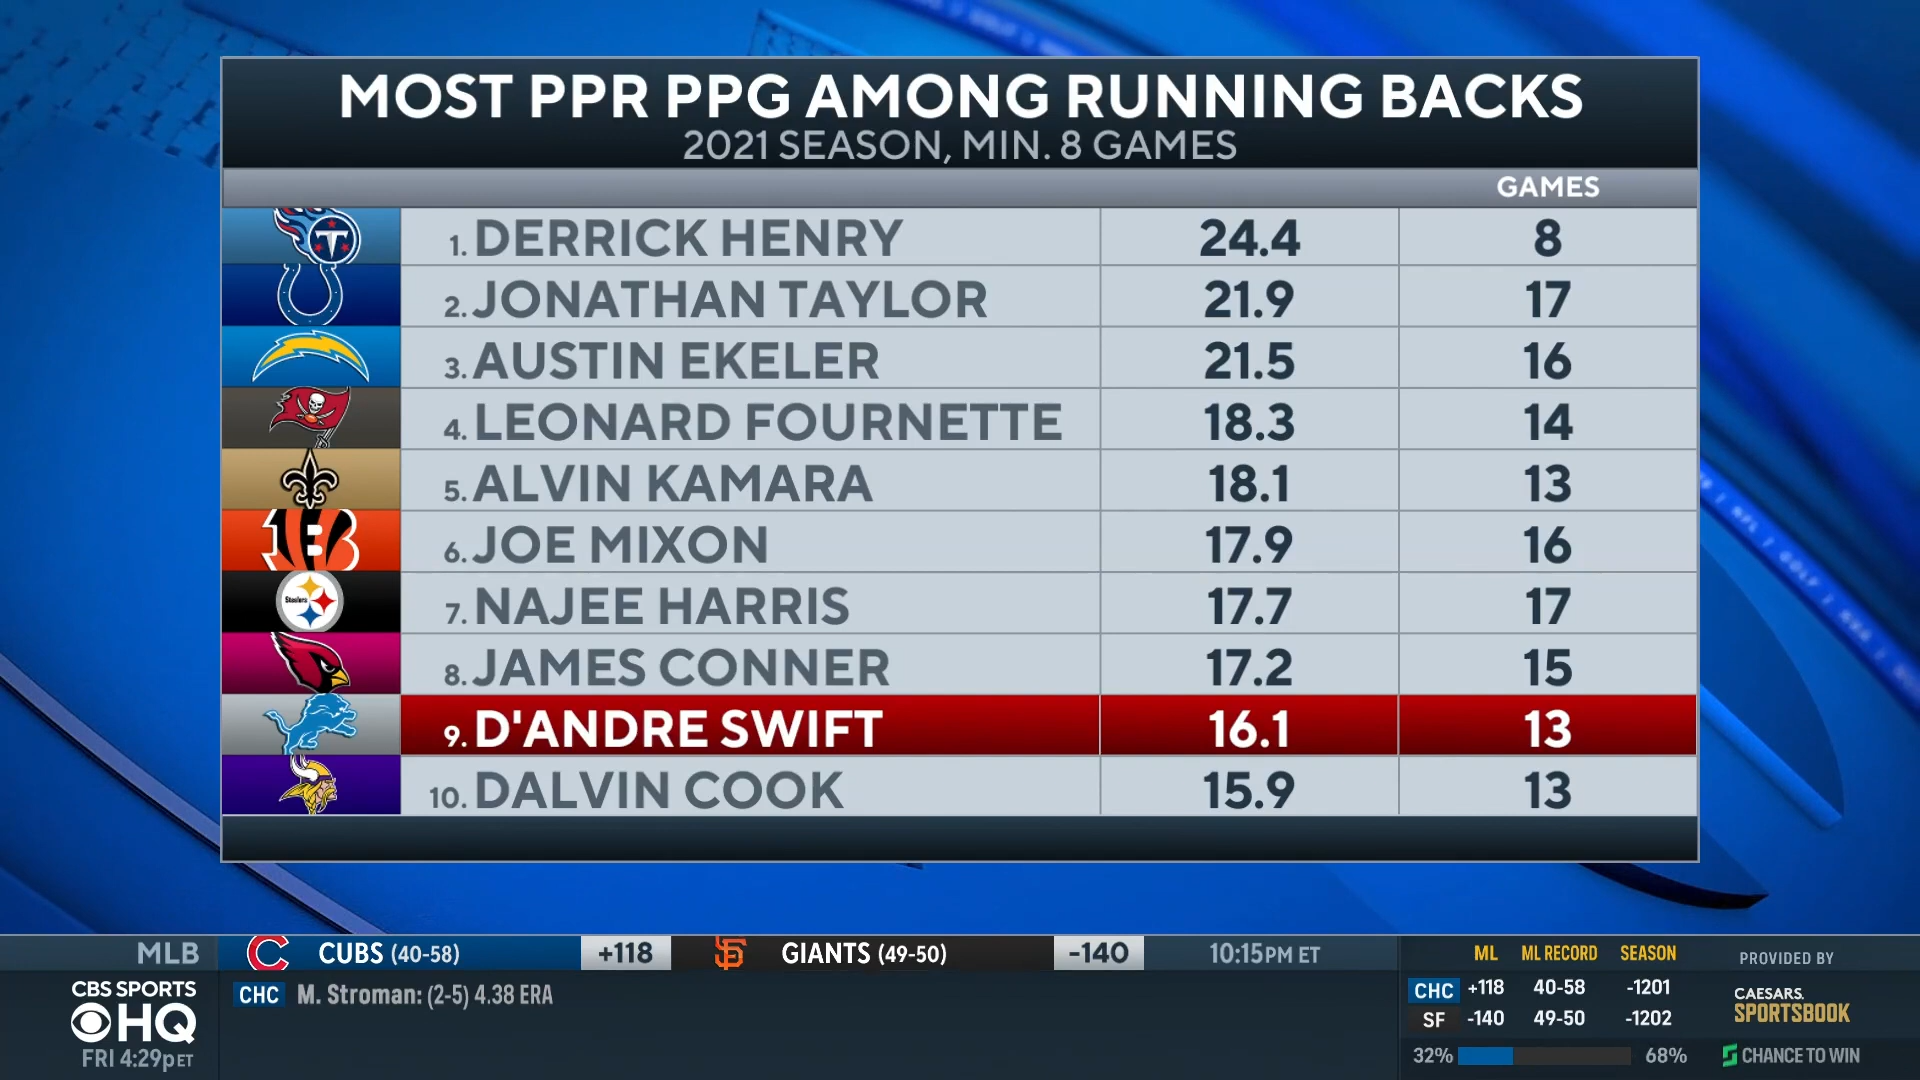 MOST PPR PPG AMONG RUNNING BACKS
2021 SEASON, MIN. 8 GAMES
GAMES
1. DERRICK HENRY 24.4 8
2. JONATHAN TAYLOR 21.9 17
3. AUSTIN EKELER 21.5 16
4. LEONARD FOURNETTE 18.3 14
5. ALVIN KAMARA 18.1 13
6. JOE MIXON 17.9 16
Steelers
7. NAJEE HARRIS 17.7 17
8. JAMES CONNER 17.2 15
9. D'ANDRE SWIFT 16.1 13
10. DALVIN COOK 15.9 13
MLB CUBS (40-58) +118 GIANTS (49-50) -140 10:15PM ET
CBS SPORTS
HQ
FRI 4:29pET
CHC M. Stroman: (2-5) 4.38 ERA
ML ML RECORD SEASON
CHC +118 40-58 -1201
SF -140 49-50 -1202
32% 68%
PROVIDED BY
CAESARS
SPORTSBOOK
CHANCE TO WIN